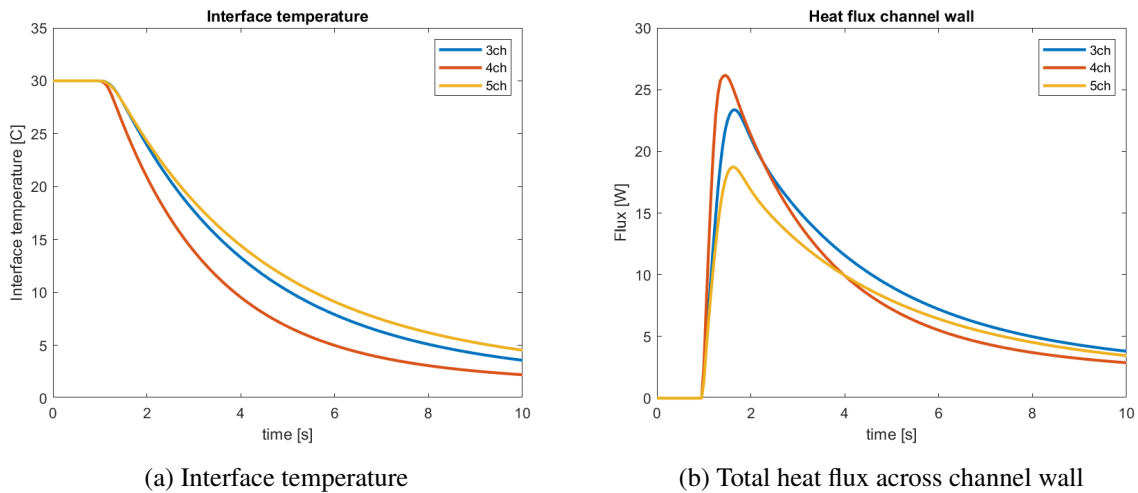 Interface temperature
35
30
25
20
15
10
5
0
Interface temperature [C]
0 2 4 6 8 10
time [s]
3ch
4ch
5ch
(a) Interface temperature
Heat flux channel wall
30
25
20
15
10
5
0
Flux [W]
0 2 4 6 8 10
time [s]
3ch
4ch
5ch
(b) Total heat flux across channel wall